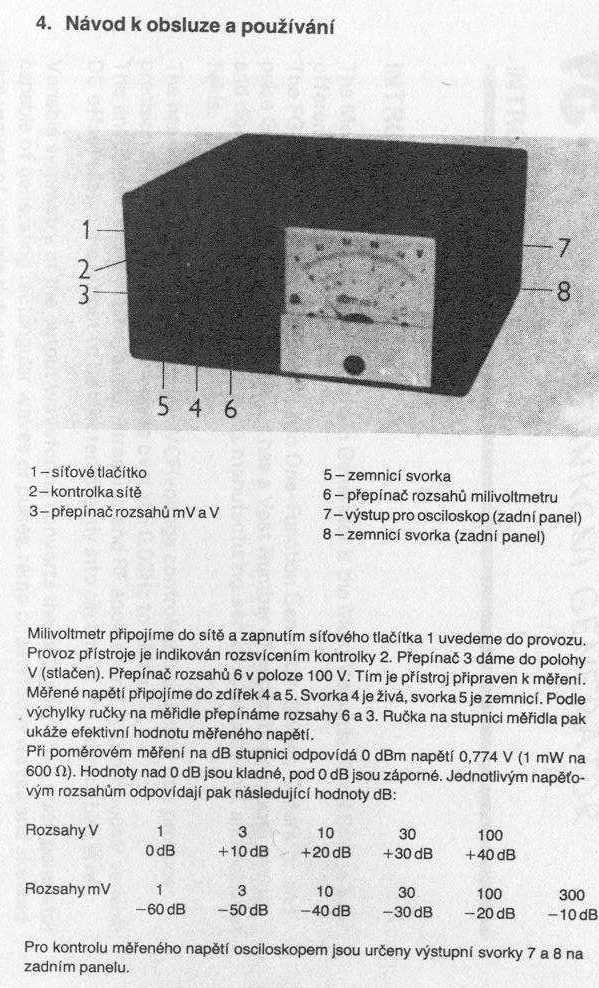 4. Návod k obsluze a používání
1
2
3
7
8
5 4 6
1 – síťové tlačítko
2 – kontrolka sítě
3 – přepínač rozsahů mV a V
5 – zemnicí svorka
6 – přepínač rozsahů milivoltmetru
7 – výstup pro osciloskop (zadní panel)
8 – zemnicí svorka (zadní panel)
Milivoltmetr připojíme do sítě a zapnutím síťového tlačítka 1 uvedeme do provozu.
Provoz přístroje je indikován rozsvícením kontrolky 2. Přepínač 3 dáme do polohy
V (stlačen). Přepínač rozsahů 6 v poloze 100 V. Tím je přístroj připraven k měření.
Měřené napětí připojíme do zdířek 4 a 5. Svorka 4 je živá, svorka 5 je zemnicí. Podle
výchylky ručky na měřidle přepínáme rozsahy 6 a 3. Ručka na stupnici měřidla pak
ukáže efektivní hodnotu měřeného napětí.
Při poměrovém měření na dB stupnici odpovídá 0 dBm napětí 0,774 V (1 mW na
600 Ω). Hodnoty nad 0 dB jsou kladné, pod 0 dB jsou záporné. Jednotlivým napěťo-
vým rozsahům odpovídají pak následující hodnoty dB:
Rozsahy V 1 3 10 30 100
0 dB +10 dB +20 dB +30 dB +40 dB
Rozsahy mV 1 3 10 30 100 300
−60 dB −50 dB −40 dB −30 dB −20 dB −10 dB
Pro kontrolu měřeného napětí osciloskopem jsou určeny výstupní svorky 7 a 8 na
zadním panelu.